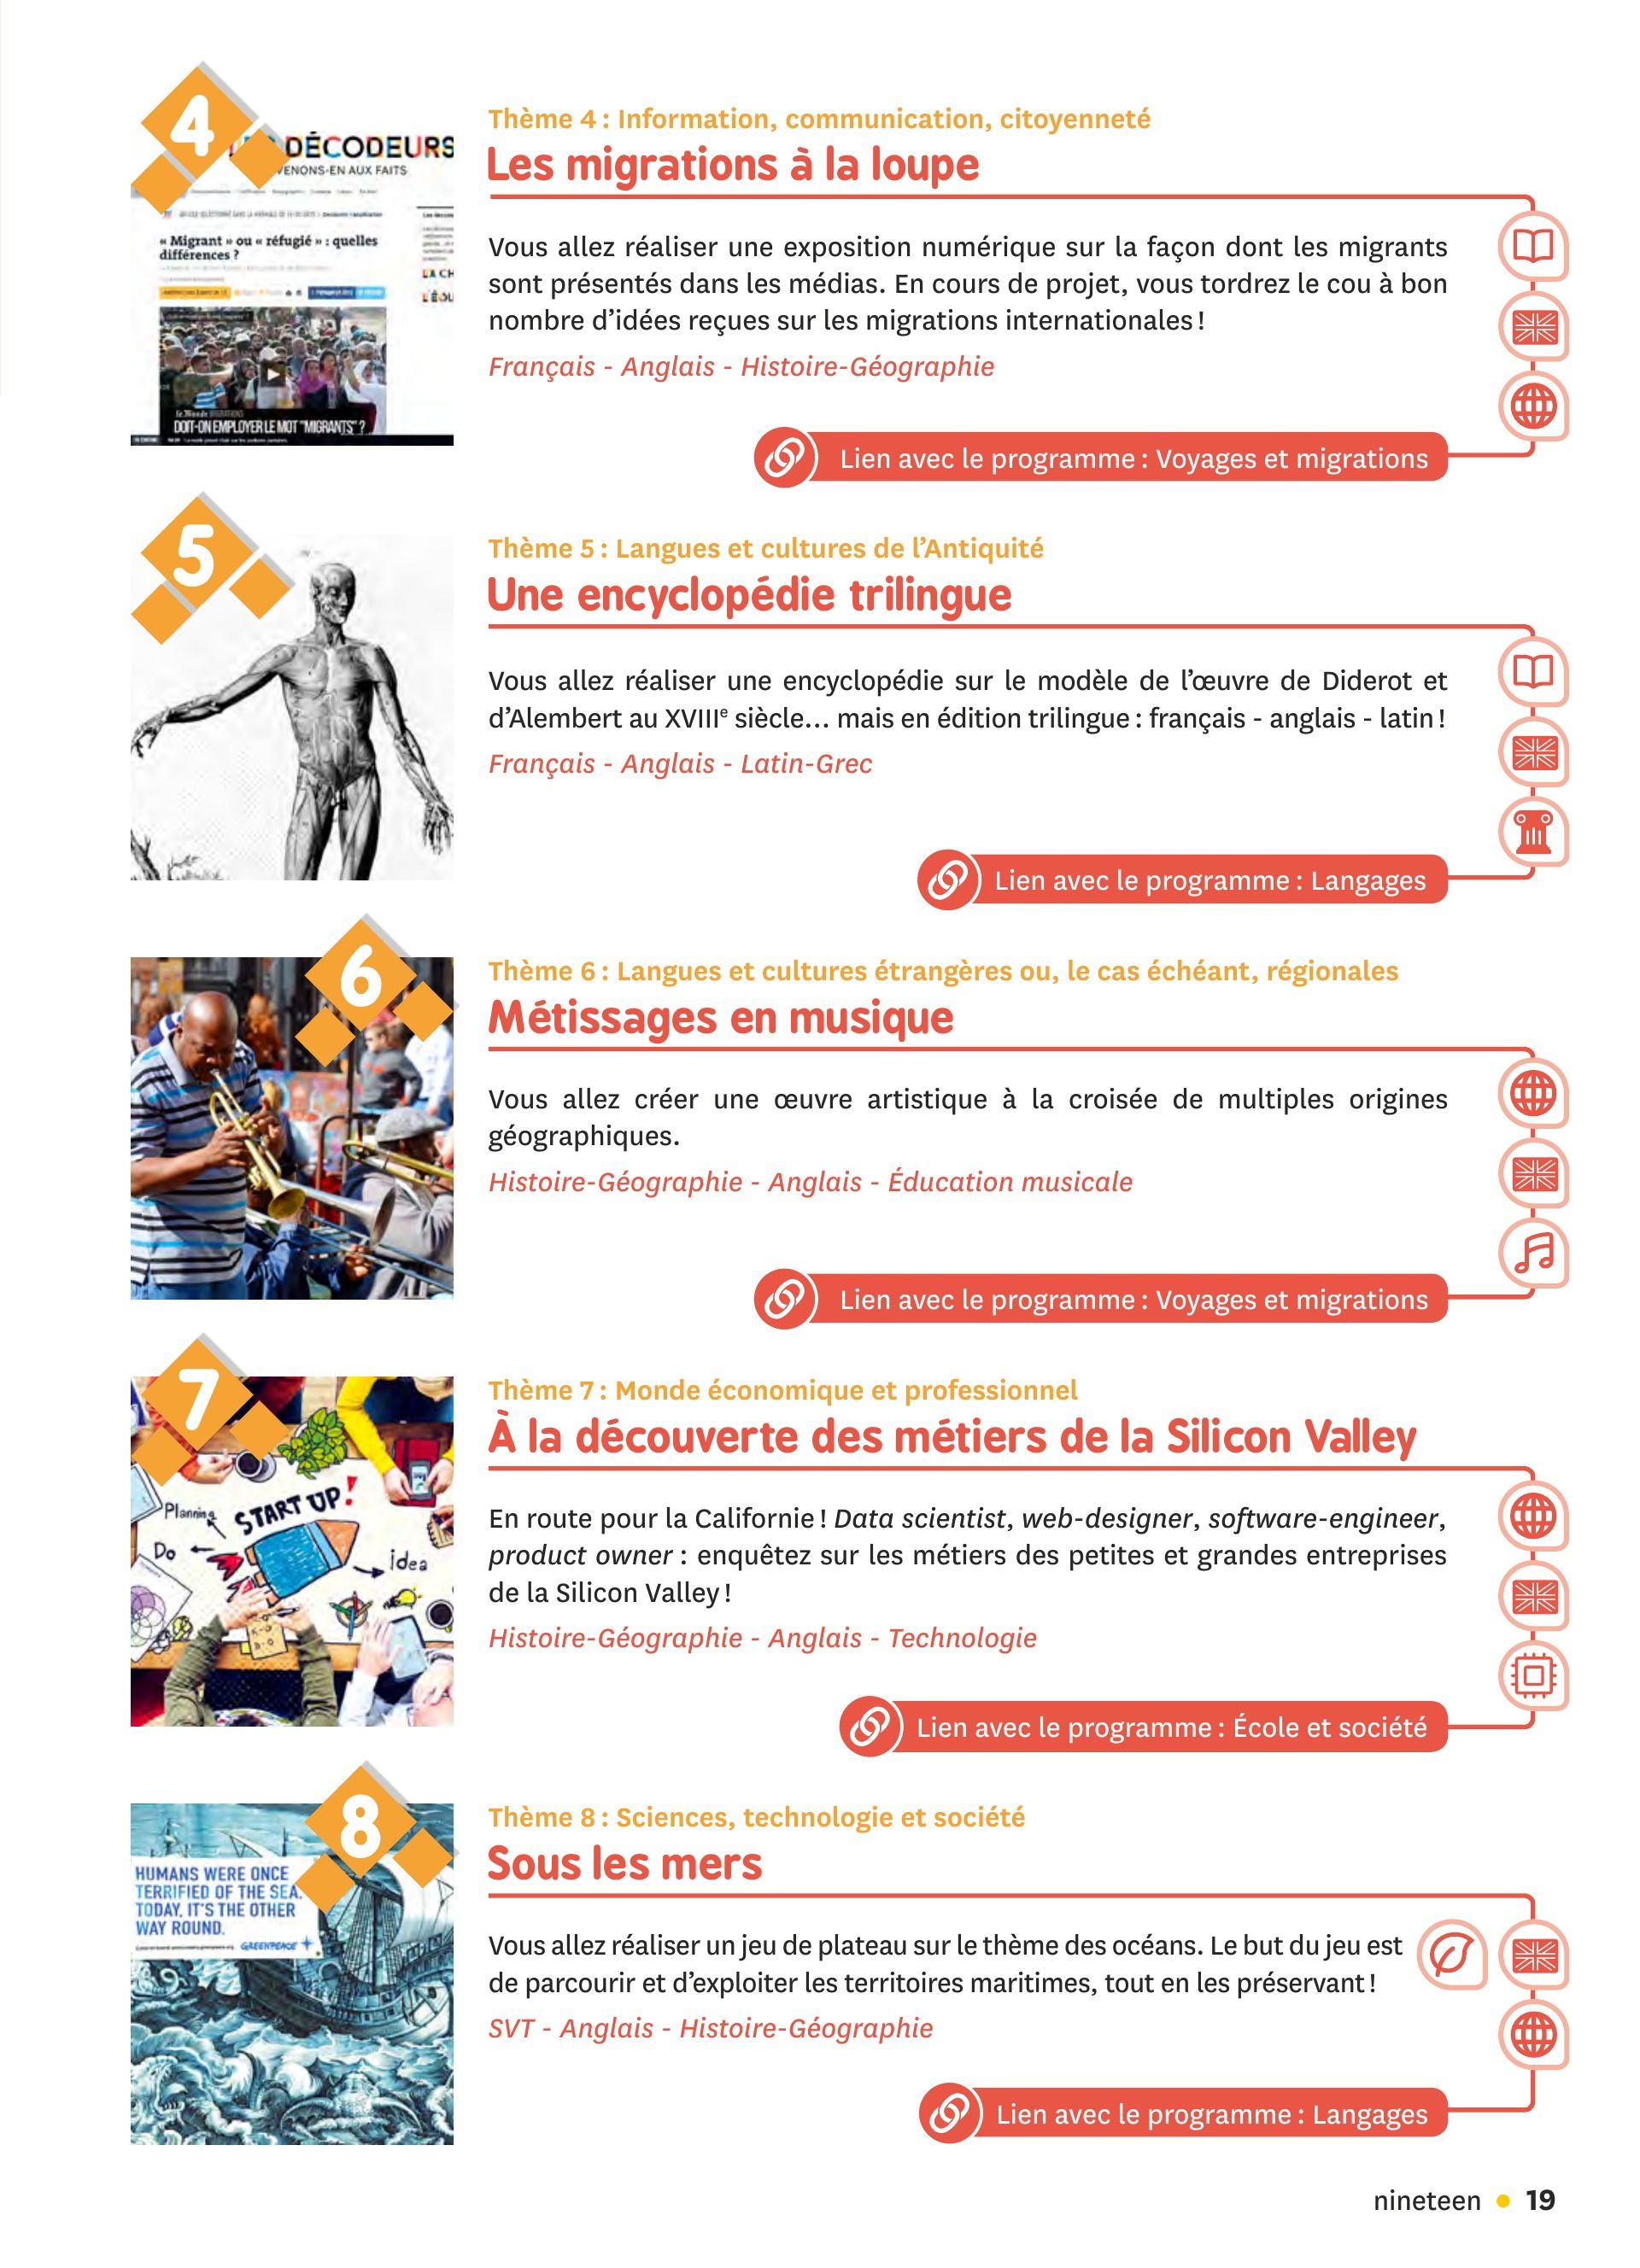 4
DÉCODEURS
VENONS-EN AUX FAITS
« Migrant » ou « réfugié » : quelles
différences ?
Le Monde
DOIT-ON EMPLOYER LE MOT "MIGRANTS" ?
Thème 4 : Information, communication, citoyenneté
Les migrations à la loupe
Vous allez réaliser une exposition numérique sur la façon dont les migrants
sont présentés dans les médias. En cours de projet, vous tordrez le cou à bon
nombre d’idées reçues sur les migrations internationales !
Français - Anglais - Histoire-Géographie
Lien avec le programme : Voyages et migrations
5
Thème 5 : Langues et cultures de l’Antiquité
Une encyclopédie trilingue
Vous allez réaliser une encyclopédie sur le modèle de l’œuvre de Diderot et
d’Alembert au XVIIIe siècle... mais en édition trilingue : français - anglais - latin !
Français - Anglais - Latin-Grec
Lien avec le programme : Langages
6
Thème 6 : Langues et cultures étrangères ou, le cas échéant, régionales
Métissages en musique
Vous allez créer une œuvre artistique à la croisée de multiples origines
géographiques.
Histoire-Géographie - Anglais - Éducation musicale
Lien avec le programme : Voyages et migrations
7
Planning
START UP!
Do
idea
Thème 7 : Monde économique et professionnel
À la découverte des métiers de la Silicon Valley
En route pour la Californie ! Data scientist, web-designer, software-engineer,
product owner : enquêtez sur les métiers des petites et grandes entreprises
de la Silicon Valley !
Histoire-Géographie - Anglais - Technologie
Lien avec le programme : École et société
8
HUMANS WERE ONCE
TERRIFIED OF THE SEA.
TODAY, IT'S THE OTHER
WAY ROUND.
GREENPEACE
Thème 8 : Sciences, technologie et société
Sous les mers
Vous allez réaliser un jeu de plateau sur le thème des océans. Le but du jeu est
de parcourir et d’exploiter les territoires maritimes, tout en les préservant !
SVT - Anglais - Histoire-Géographie
Lien avec le programme : Langages
nineteen • 19